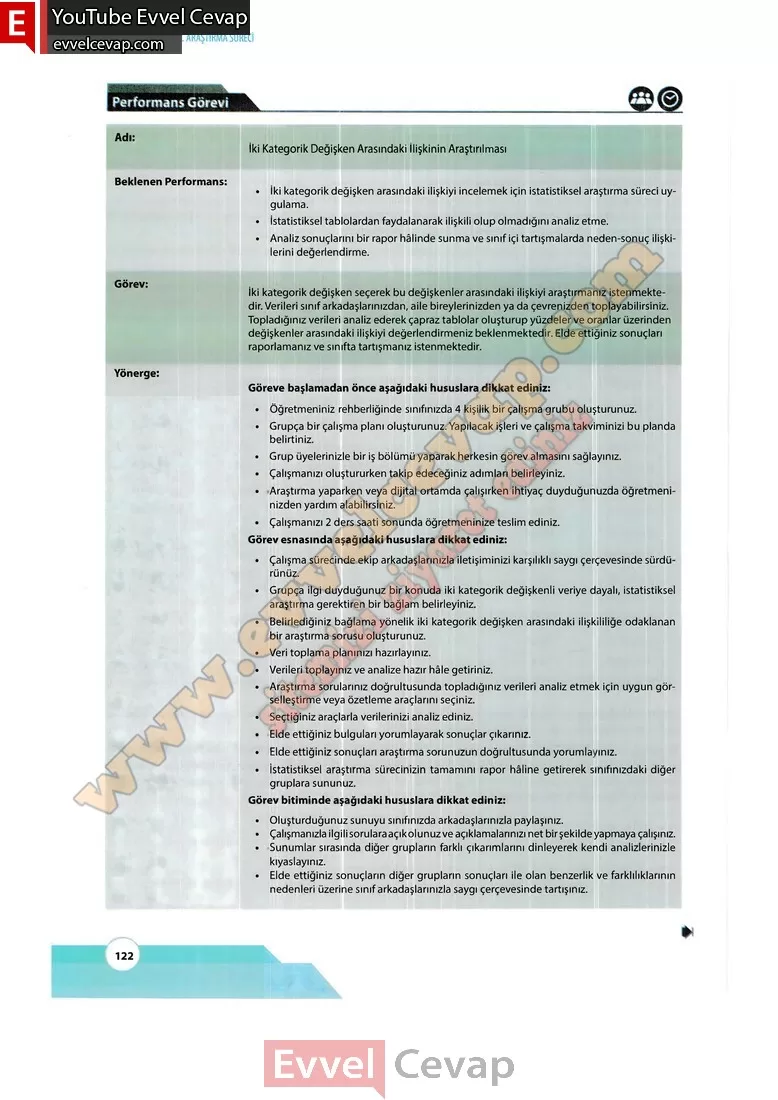 E
YouTube Evvel Cevap
evvelcevap.com
ARAŞTIRMA SÜRECİ
Performans Görevi
Adı:
İki Kategorik Değişken Arasındaki İlişkinin Araştırılması
Beklenen Performans:
• İki kategorik değişken arasındaki ilişkiyi incelemek için istatistiksel araştırma süreci uy-
gulama.
• İstatistiksel tablolardan faydalanarak ilişkili olup olmadığını analiz etme.
• Analiz sonuçlarını bir rapor hâlinde sunma ve sınıf içi tartışmalarda neden-sonuç ilişki-
lerini değerlendirme.
Görev:
İki kategorik değişken seçerek bu değişkenler arasındaki ilişkiyi araştırmanız istenmekte-
dir. Verileri sınıf arkadaşlarınızdan, aile bireylerinizden ya da çevrenizden toplayabilirsiniz.
Topladığınız verileri analiz ederek çapraz tablolar oluşturup yüzdeler ve oranlar üzerinden
değişkenler arasındaki ilişkiyi değerlendirmeniz beklenmektedir. Elde ettiğiniz sonuçları
raporlamanız ve sınıfta tartışmanız istenmektedir.
Yönerge:
Göreve başlamadan önce aşağıdaki hususlara dikkat ediniz:
• Öğretmeniniz rehberliğinde sınıfınızda 4 kişilik bir çalışma grubu oluşturunuz.
• Grupça bir çalışma planı oluşturunuz. Yapılacak işleri ve çalışma takviminizi bu planda
belirtiniz.
• Grup üyelerinizle bir iş bölümü yaparak herkesin görev almasını sağlayınız.
• Çalışmanızı oluştururken takip edeceğiniz adımları belirleyiniz.
• Araştırma yaparken veya dijital ortamda çalışırken ihtiyaç duyduğunuzda öğretmeni-
nizden yardım alabilirsiniz.
• Çalışmanızı 2 ders saati sonunda öğretmeninize teslim ediniz.
Görev esnasında aşağıdaki hususlara dikkat ediniz:
• Çalışma sürecinde ekip arkadaşlarınızla iletişiminizi karşılıklı saygı çerçevesinde sürdü-
rünüz.
• Grupça ilgi duyduğunuz bir konuda iki kategorik değişkenli veriye dayalı, istatistiksel
araştırma gerektiren bir bağlam belirleyiniz.
• Belirlediğiniz bağlama yönelik iki kategorik değişken arasındaki ilişkililiğe odaklanan
bir araştırma sorusu oluşturunuz.
• Veri toplama planınızı hazırlayınız.
• Verileri toplayınız ve analize hazır hâle getiriniz.
• Araştırma sorularınız doğrultusunda topladığınız verileri analiz etmek için uygun gör-
selleştirme veya özetleme araçlarını seçiniz.
• Seçtiğiniz araçlarla verilerinizi analiz ediniz.
• Elde ettiğiniz bulguları yorumlayarak sonuçlar çıkarınız.
• Elde ettiğiniz sonuçları araştırma sorunuzun doğrultusunda yorumlayınız.
• İstatistiksel araştırma sürecinizin tamamını rapor hâline getirerek sınıfınızdaki diğer
gruplara sununuz.
Görev bitiminde aşağıdaki hususlara dikkat ediniz:
• Oluşturduğunuz sunuyu sınıfınızda arkadaşlarınızla paylaşınız.
• Çalışmanızla ilgili sorulara açık olunuz ve açıklamalarınızı net bir şekilde yapmaya çalışınız.
• Sunumlar sırasında diğer grupların farklı çıkarımlarını dinleyerek kendi analizlerinizle
kıyaslayınız.
• Elde ettiğiniz sonuçların diğer grupların sonuçları ile olan benzerlik ve farklılıklarının
nedenleri üzerine sınıf arkadaşlarınızla saygı çerçevesinde tartışınız.
www.evvelcevap.com
sitemizi ziyaret ediniz
122
Evvel Cevap